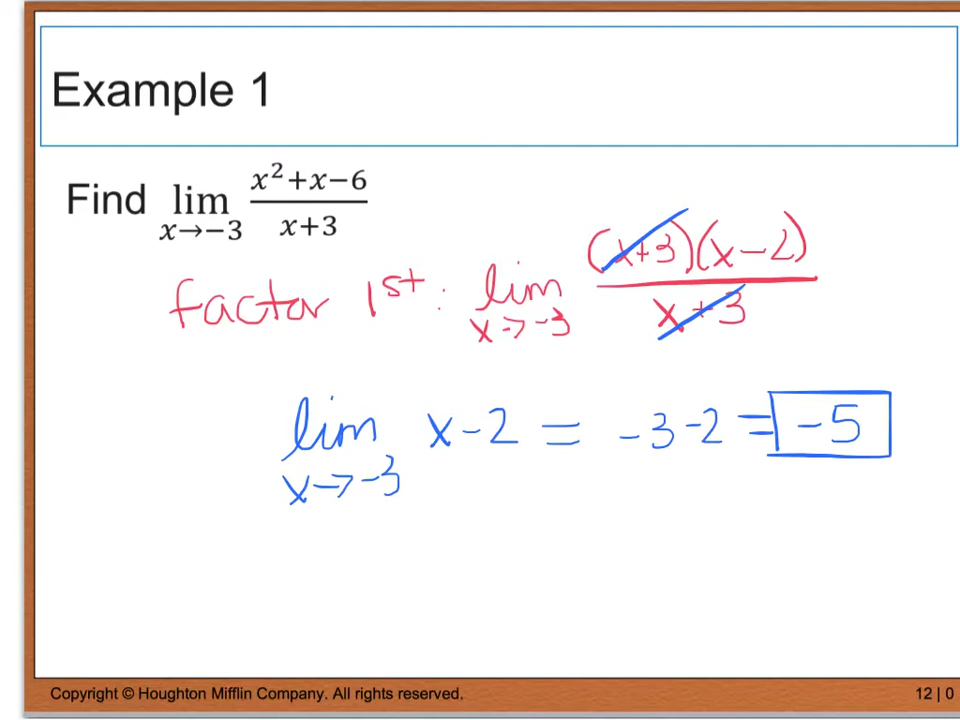 Example 1
Find lim x→−3 x²+x−6 / x+3
factor 1st: lim x→-3 (x+3)(x-2) / x+3
lim x→-3 x-2 = -3-2 = -5
Copyright © Houghton Mifflin Company. All rights reserved. 12 | 0